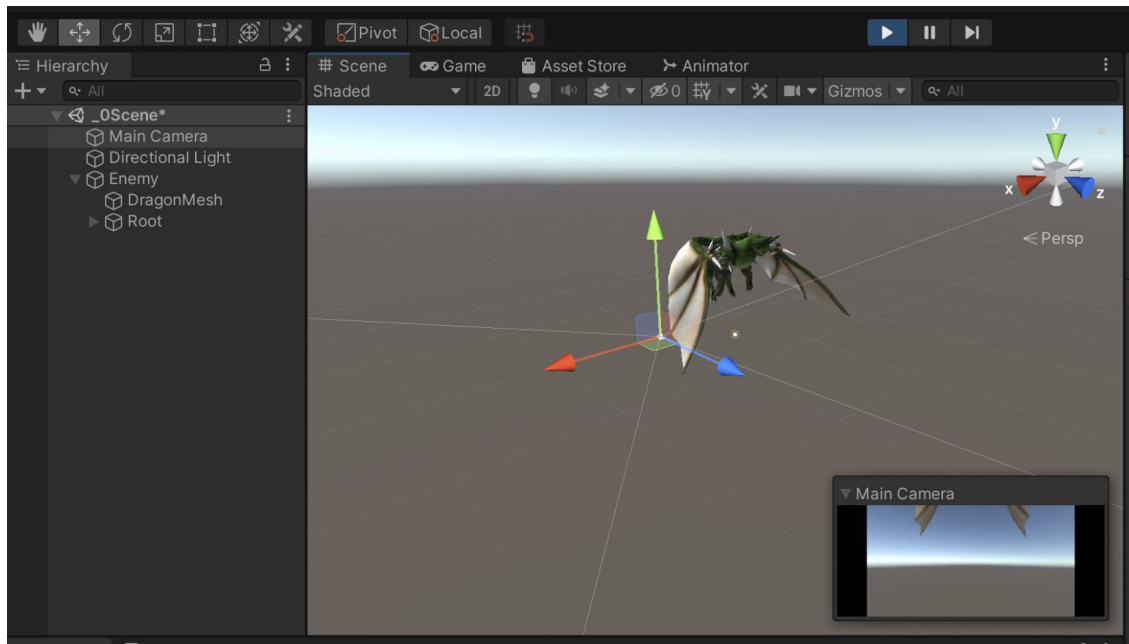 Pivot Local
Hierarchy
All
_0Scene*
Main Camera
Directional Light
Enemy
DragonMesh
Root
Scene Game Asset Store Animator
Shaded 2D 0 Gizmos All
y
x
z
Persp
Main Camera